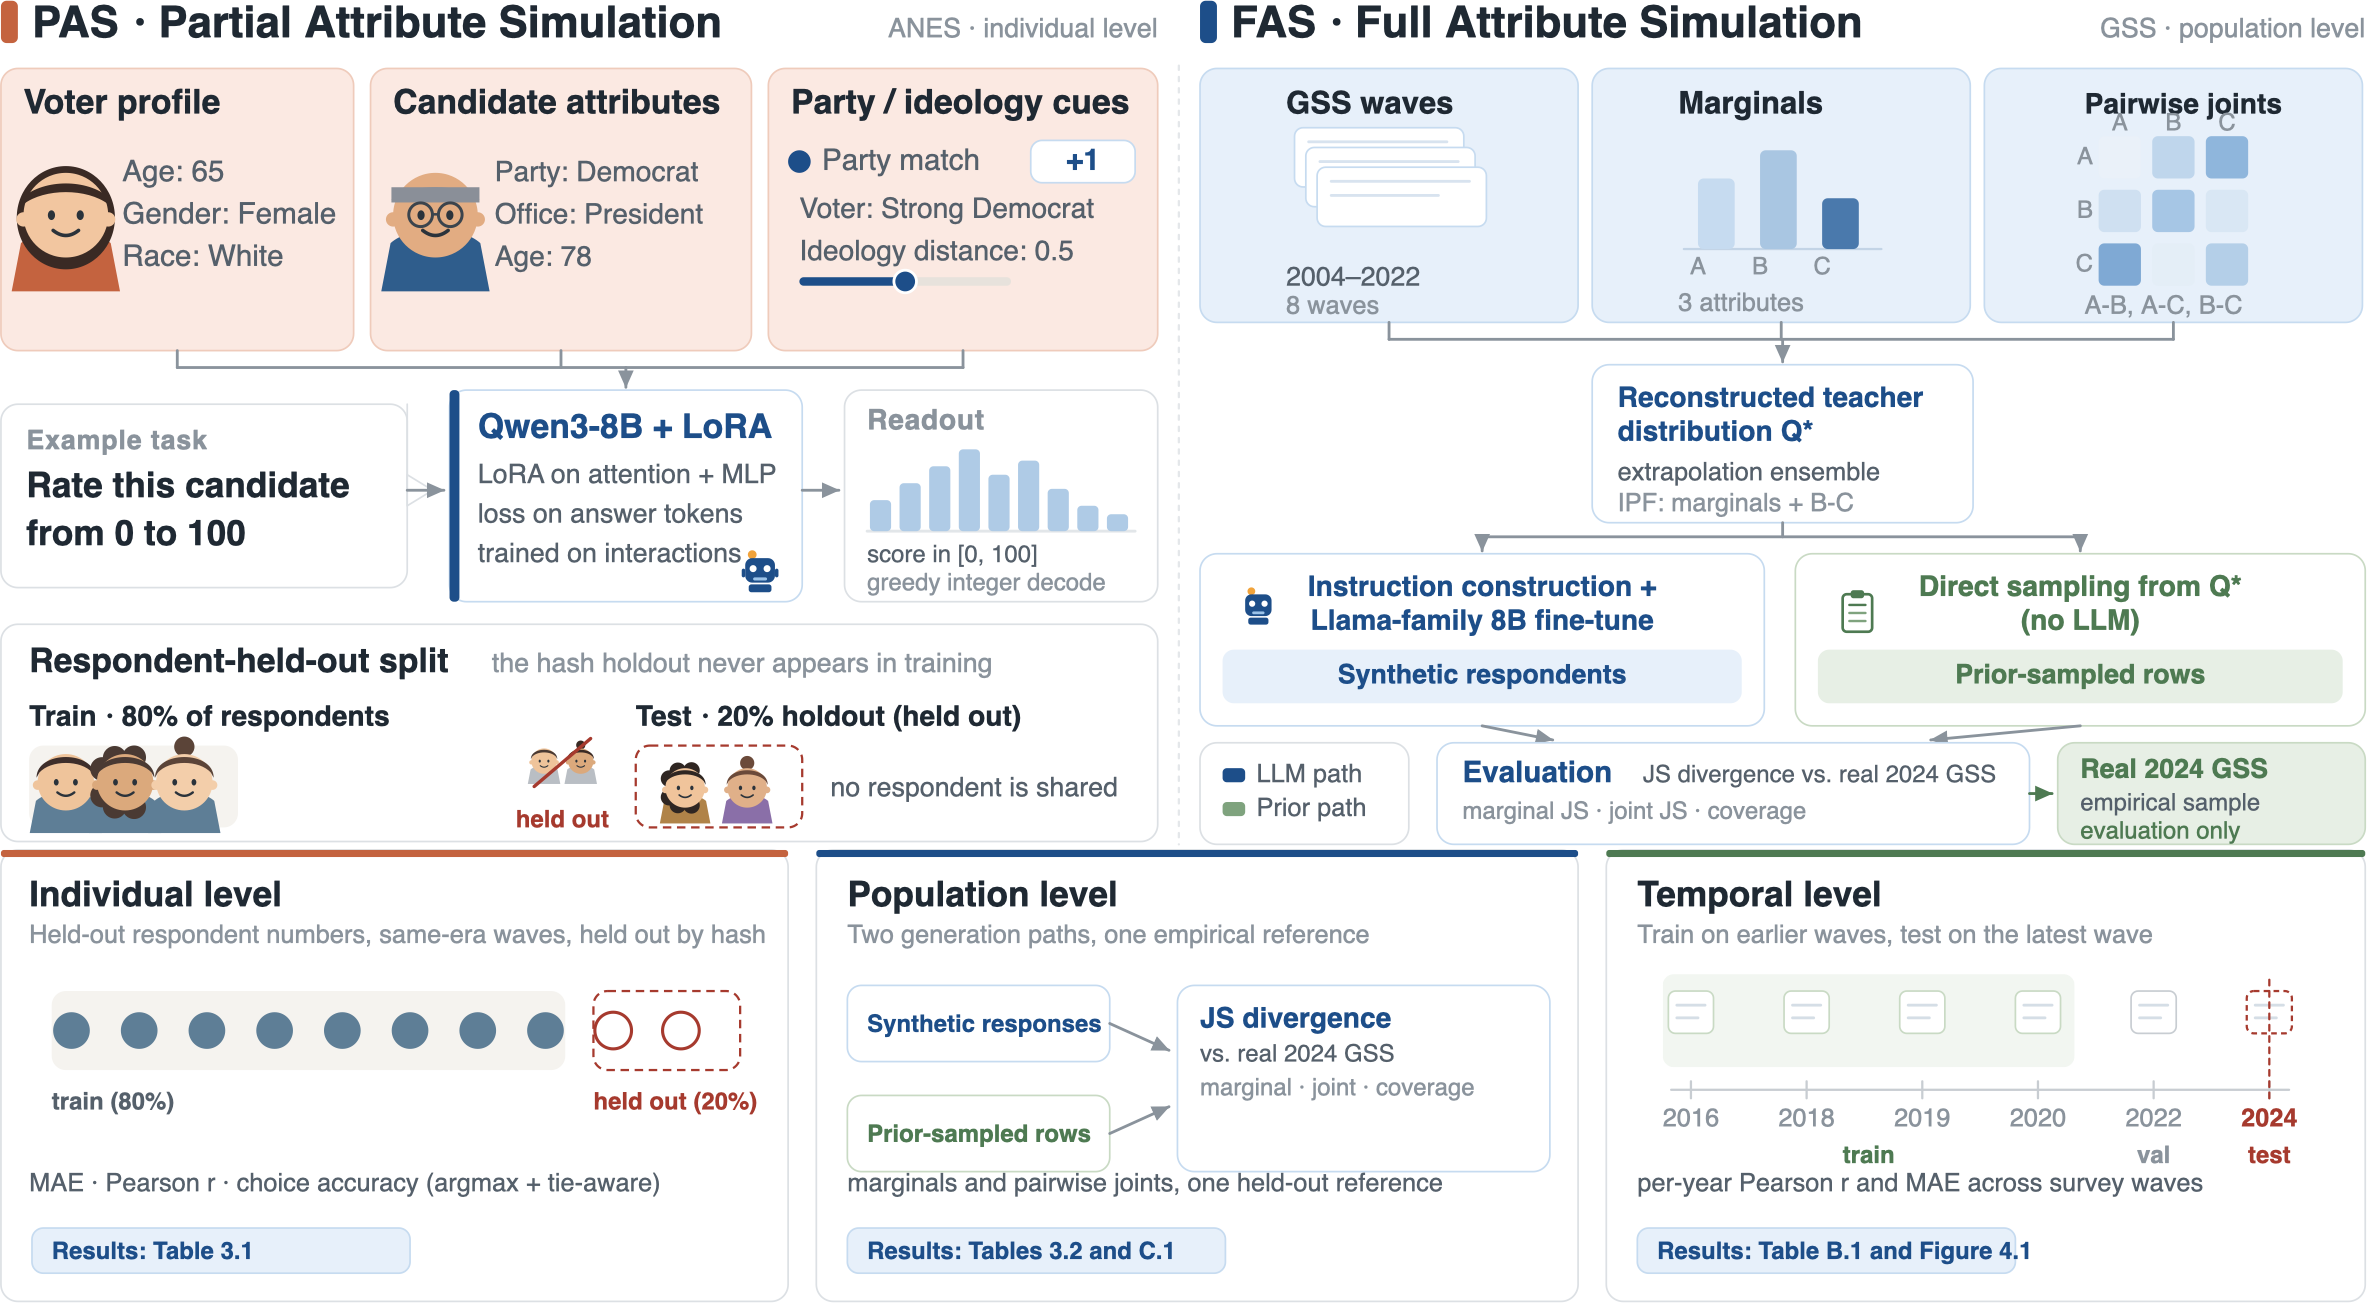 PAS · Partial Attribute Simulation
ANES · individual level
Voter profile
Age: 65
Gender: Female
Race: White
Candidate attributes
Party: Democrat
Office: President
Age: 78
Party / ideology cues
Party match
+1
Voter: Strong Democrat
Ideology distance: 0.5
Example task
Rate this candidate
from 0 to 100
Qwen3-8B + LoRA
LoRA on attention + MLP
loss on answer tokens
trained on interactions
Readout
score in [0, 100]
greedy integer decode
Respondent-held-out split
the hash holdout never appears in training
Train · 80% of respondents
held out
Test · 20% holdout (held out)
no respondent is shared
FAS · Full Attribute Simulation
GSS · population level
GSS waves
2004–2022
8 waves
Marginals
A B C
3 attributes
Pairwise joints
A B C
A
B
C
A-B, A-C, B-C
Reconstructed teacher
distribution Q*
extrapolation ensemble
IPF: marginals + B-C
Instruction construction +
Llama-family 8B fine-tune
Synthetic respondents
Direct sampling from Q*
(no LLM)
Prior-sampled rows
LLM path
Prior path
Evaluation
JS divergence vs. real 2024 GSS
marginal JS · joint JS · coverage
Real 2024 GSS
empirical sample
evaluation only
Individual level
Held-out respondent numbers, same-era waves, held out by hash
train (80%)
held out (20%)
MAE · Pearson r · choice accuracy (argmax + tie-aware)
Results: Table 3.1
Population level
Two generation paths, one empirical reference
Synthetic responses
Prior-sampled rows
JS divergence
vs. real 2024 GSS
marginal · joint · coverage
marginals and pairwise joints, one held-out reference
Results: Tables 3.2 and C.1
Temporal level
Train on earlier waves, test on the latest wave
2016 2018 2019 2020 2022 2024
train val test
per-year Pearson r and MAE across survey waves
Results: Table B.1 and Figure 4.1